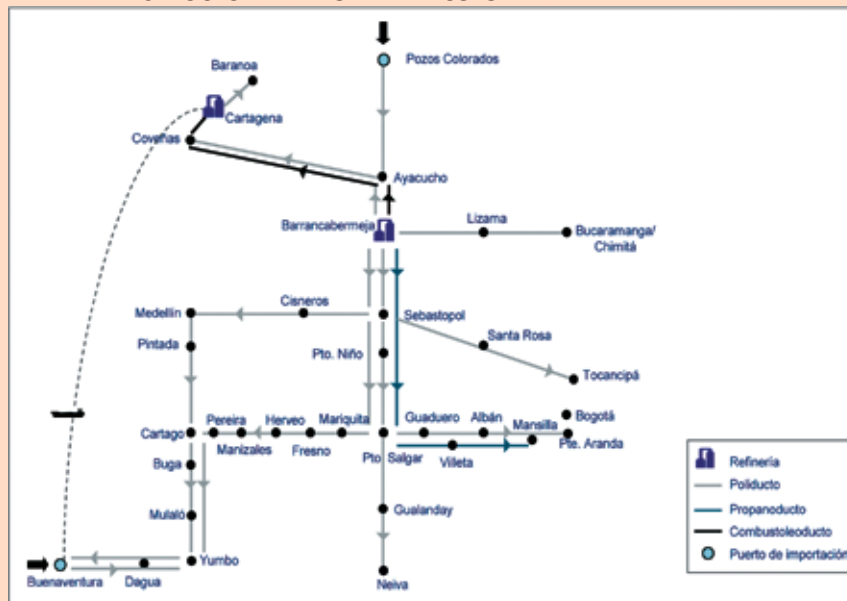 Pozos Colorados
Baranoa
Cartagena
Coveñas
Ayacucho
Barrancabermeja
Lizama
Bucaramanga/
Chimitá
Medellín
Cisneros
Sebastopol
Santa Rosa
Pintada
Pto. Niño
Tocancipá
Bogotá
Cartago
Pereira
Herveo
Mariquita
Guaduero
Albán
Mansilla
Manizales
Fresno
Pto Salgar
Villeta
Pte. Aranda
Buga
Mulaló
Gualanday
Yumbo
Buenaventura
Dagua
Neiva
Refinería
Poliducto
Propanoducto
Combustoleoducto
Puerto de importación